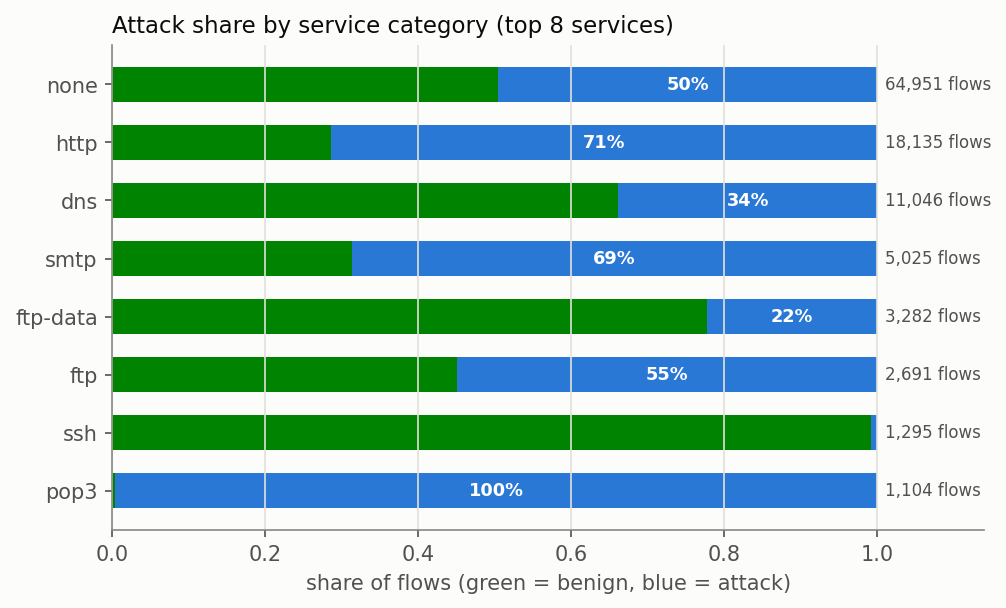 Attack share by service category (top 8 services)
none 50% 64,951 flows
http 71% 18,135 flows
dns 34% 11,046 flows
smtp 69% 5,025 flows
ftp-data 22% 3,282 flows
ftp 55% 2,691 flows
ssh 1,295 flows
pop3 100% 1,104 flows
0.0 0.2 0.4 0.6 0.8 1.0
share of flows (green = benign, blue = attack)